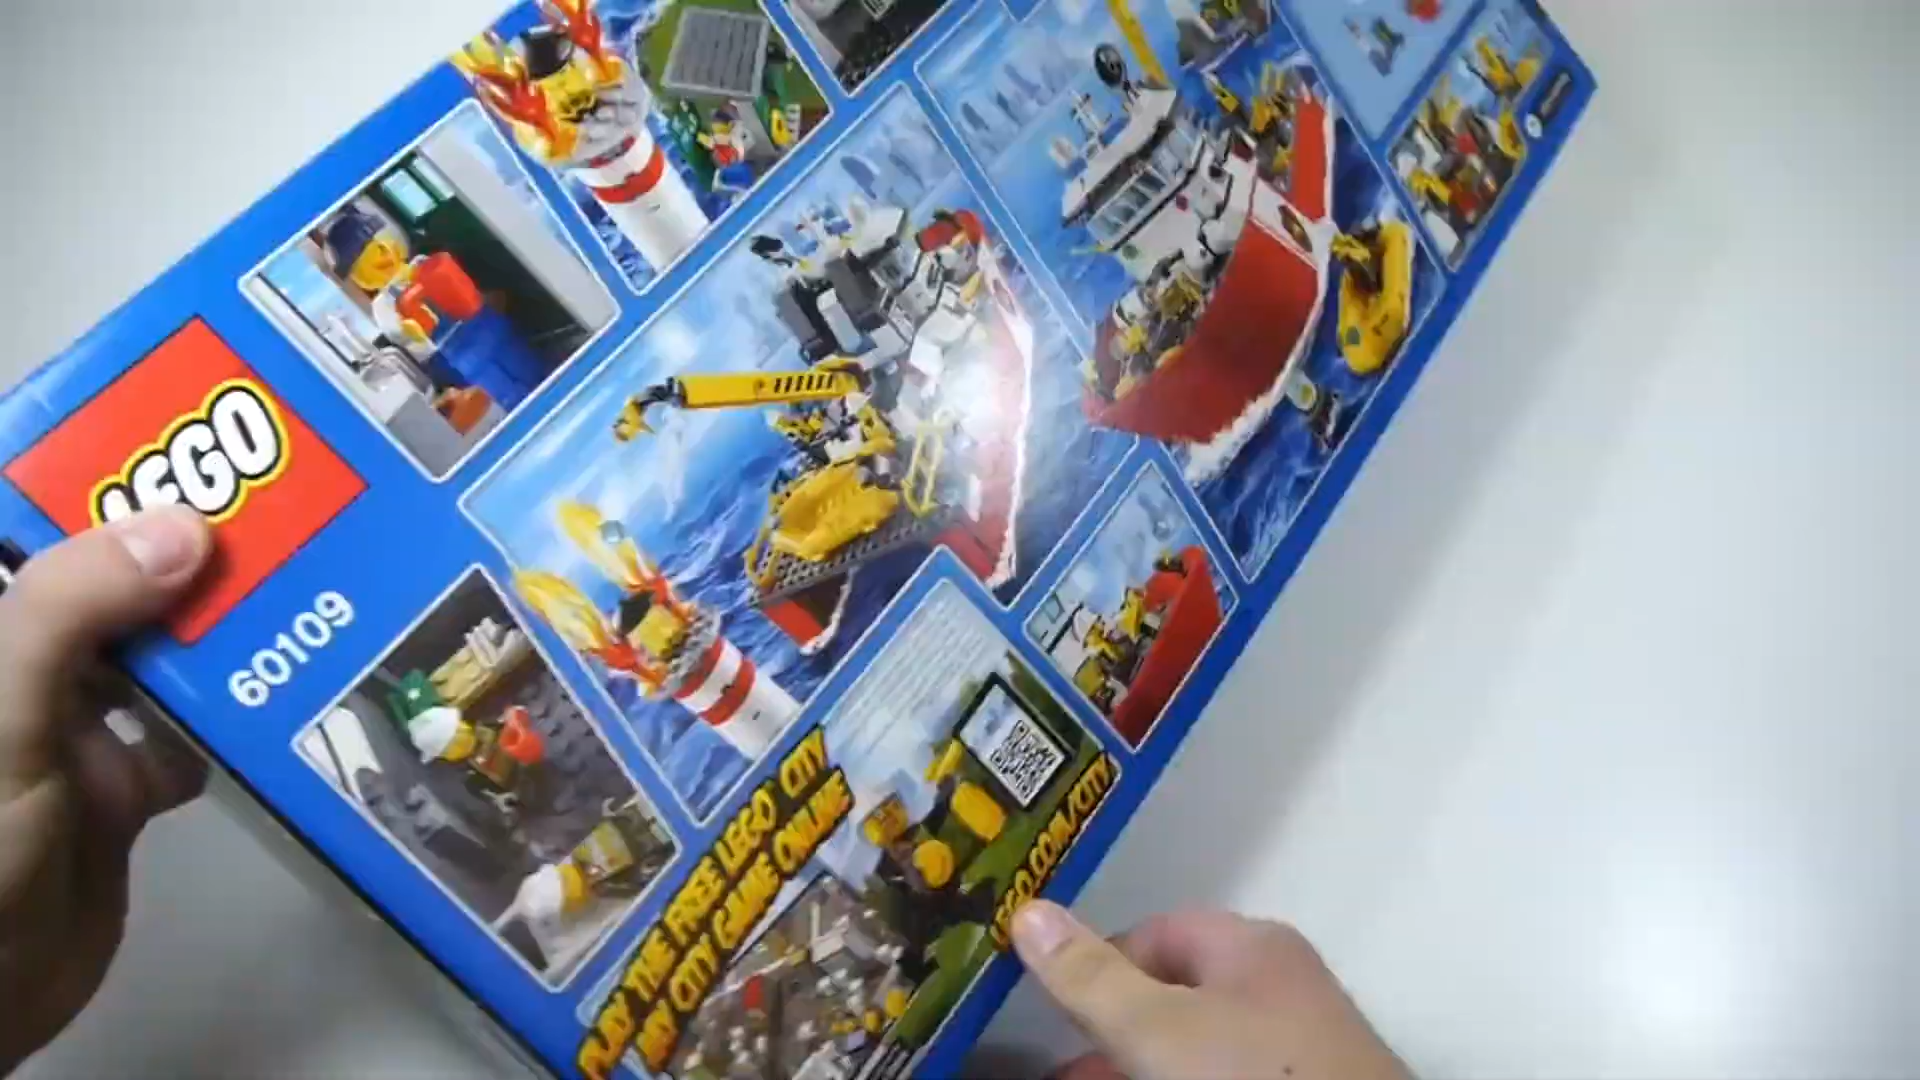 LEGO
60109
PLAY THE FREE LEGO® CITY
MY CITY GAME ONLINE
LEGO.COM/CITY